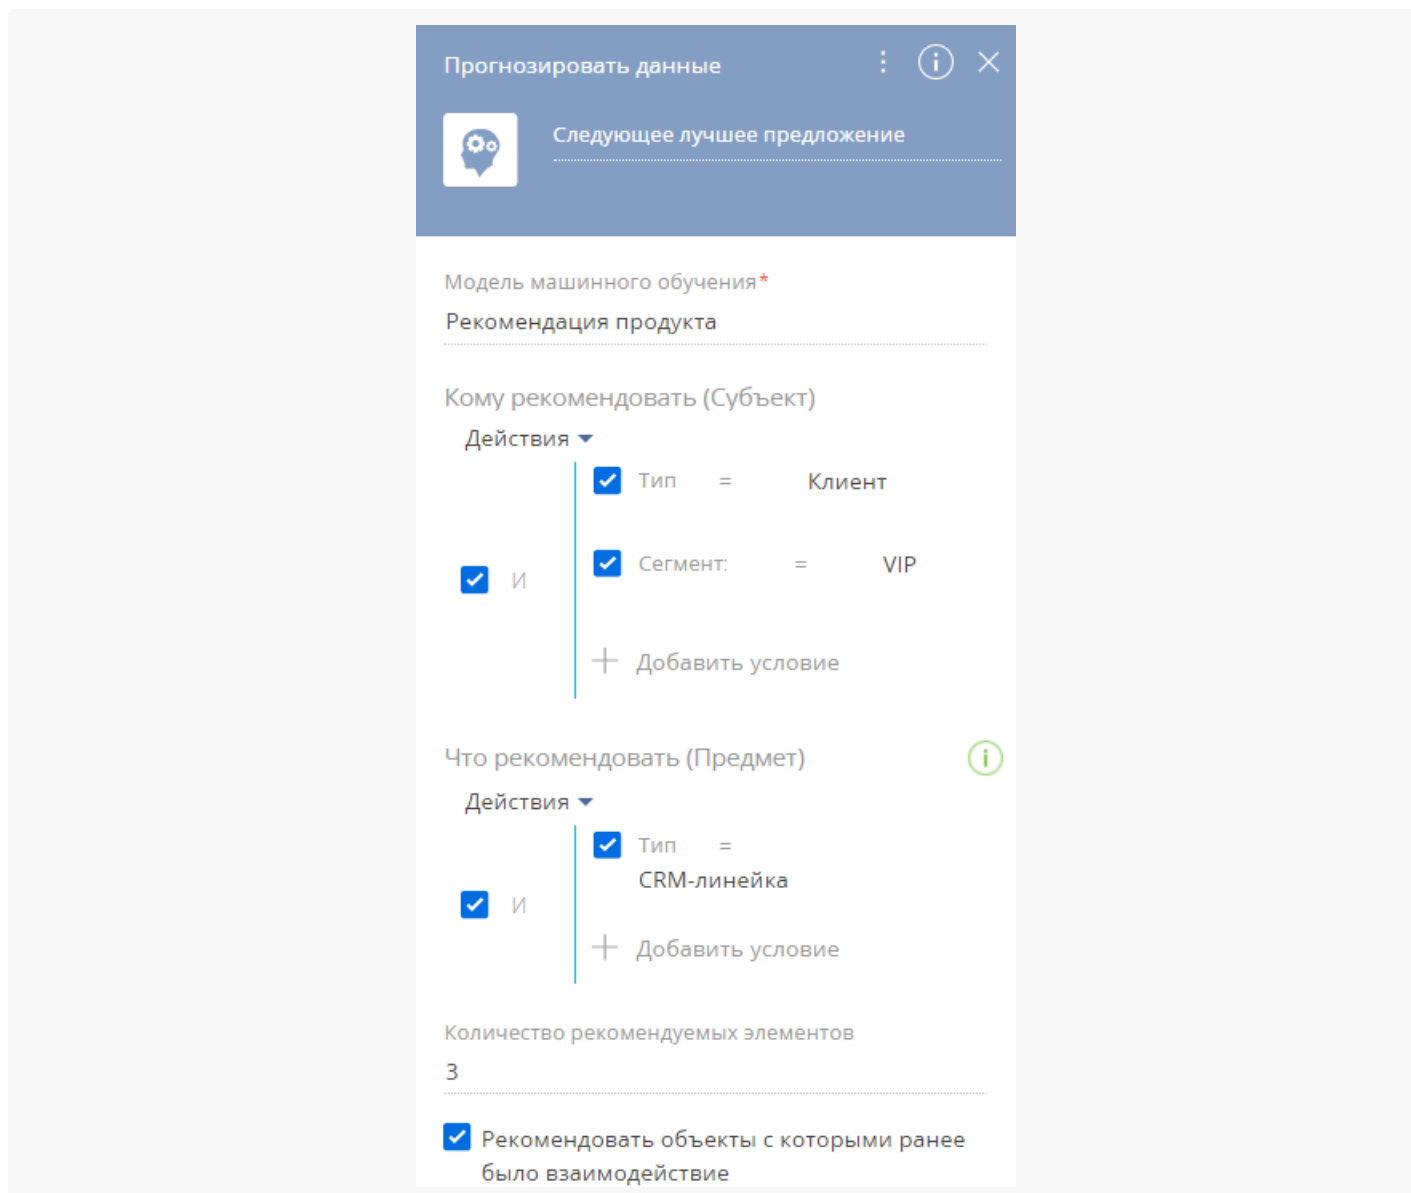 Прогнозировать данные
Следующее лучшее предложение
Модель машинного обучения*
Рекомендация продукта
Кому рекомендовать (Субъект)
Действия
Тип = Клиент
Сегмент: = VIP
И
Добавить условие
Что рекомендовать (Предмет)
Действия
Тип =
CRM-линейка
И
Добавить условие
Количество рекомендуемых элементов
3
Рекомендовать объекты с которыми ранее
было взаимодействие